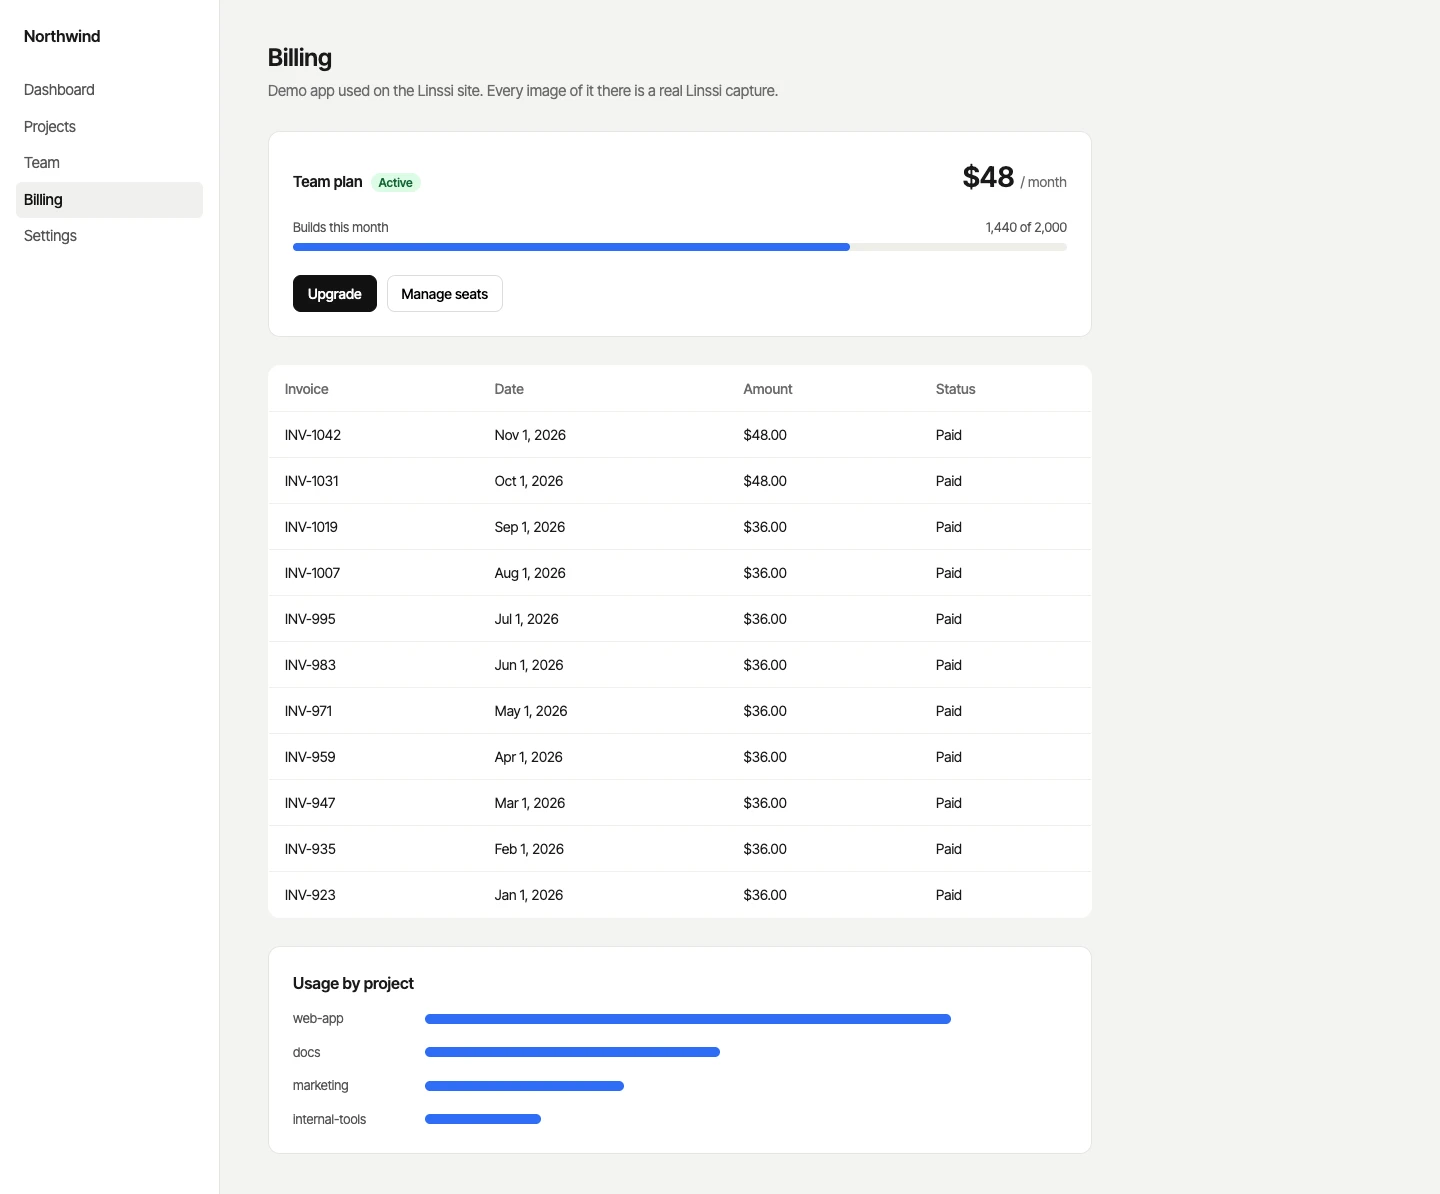 Northwind
Dashboard
Projects
Team
Billing
Settings
Billing
Demo app used on the Linssi site. Every image of it there is a real Linssi capture.
Team plan Active $48 / month
Builds this month 1,440 of 2,000
Upgrade Manage seats
Invoice Date Amount Status
INV-1042 Nov 1, 2026 $48.00 Paid
INV-1031 Oct 1, 2026 $48.00 Paid
INV-1019 Sep 1, 2026 $36.00 Paid
INV-1007 Aug 1, 2026 $36.00 Paid
INV-995 Jul 1, 2026 $36.00 Paid
INV-983 Jun 1, 2026 $36.00 Paid
INV-971 May 1, 2026 $36.00 Paid
INV-959 Apr 1, 2026 $36.00 Paid
INV-947 Mar 1, 2026 $36.00 Paid
INV-935 Feb 1, 2026 $36.00 Paid
INV-923 Jan 1, 2026 $36.00 Paid
Usage by project
web-app
docs
marketing
internal-tools